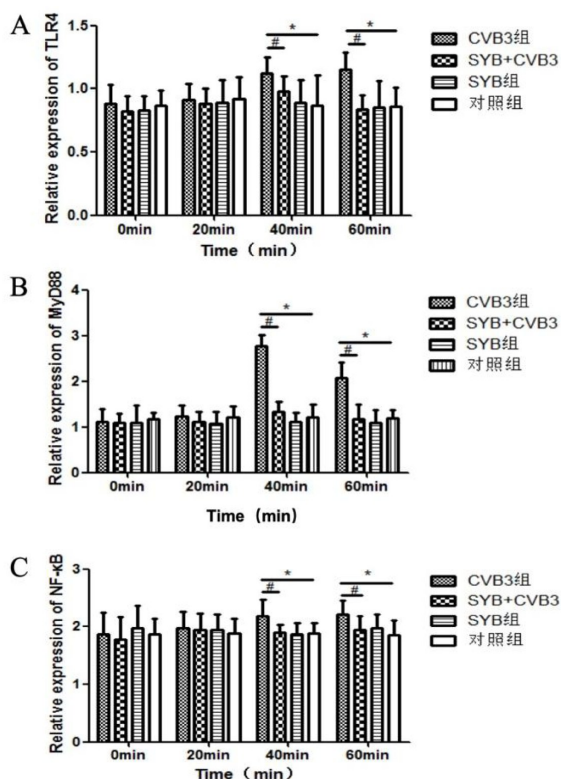 A
Relative expression of TLR4
1.5
1.0
0.5
0.0
#
*
#
*
0min 20min 40min 60min
Time（min）
CVB3组
SYB+CVB3
SYB组
对照组
B
Relative expression of MyD88
4
3
2
1
0
#
*
#
*
0min 20min 40min 60min
Time（min）
CVB3组
SYB+CVB3
SYB组
对照组
C
Relative expression of NF-κB
3
2
1
0
#
*
#
*
0min 20min 40min 60min
Time（min）
CVB3组
SYB+CVB3
SYB组
对照组